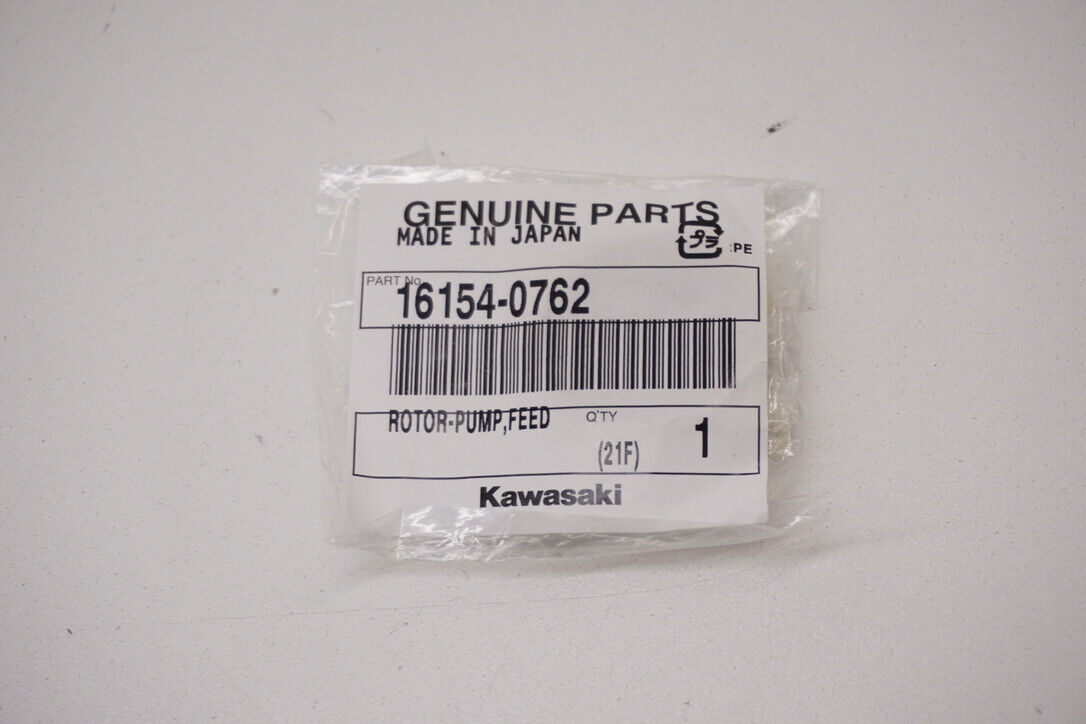 GENUINE PARTS
MADE IN JAPAN
プラ :PE
PART No.
16154-0762
ROTOR-PUMP,FEED Q'TY
(21F) 1
Kawasaki